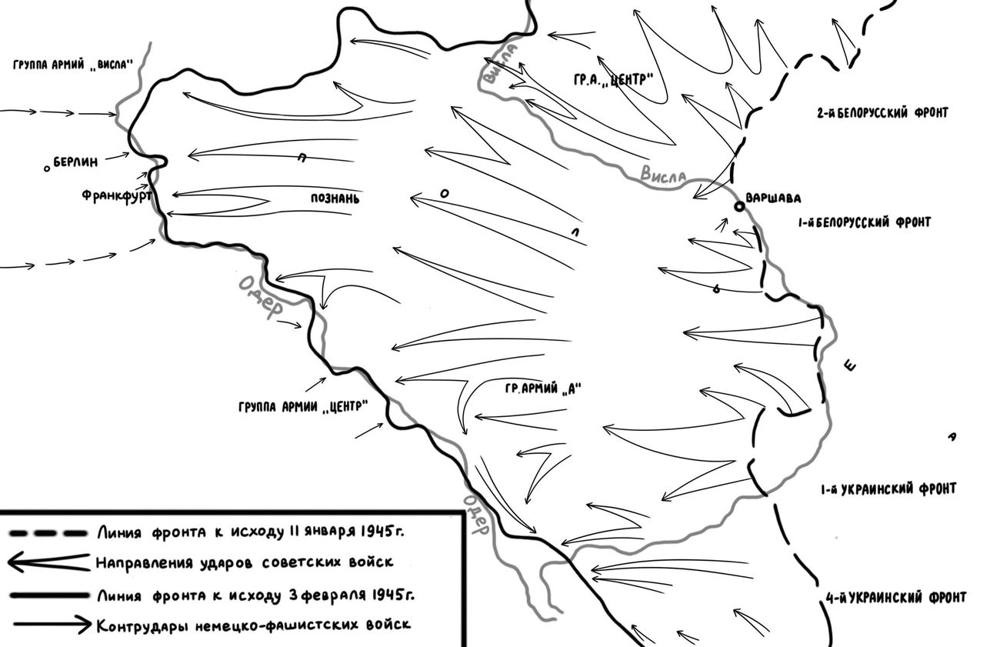 Висла
ГРУППА АРМИЙ „ВИСЛА"
ГР.А.„ЦЕНТР"
2-й БЕЛОРУССКИЙ ФРОНТ
БЕРЛИН
П
Висла
Франкфурт
ПОЗНАНЬ
О
ВАРШАВА
1-й БЕЛОРУССКИЙ ФРОНТ
Л
Ь
Одер
Е
ГР.АРМИЙ „А"
ГРУППА АРМИИ „ЦЕНТР"
А
1-й УКРАИНСКИЙ ФРОНТ
Одер
4-й УКРАИНСКИЙ ФРОНТ
Линия фронта к исходу 11 января 1945г.
Направления ударов советских войск
Линия фронта к исходу 3 февраля 1945г.
Контрудары немецко-фашистских войск